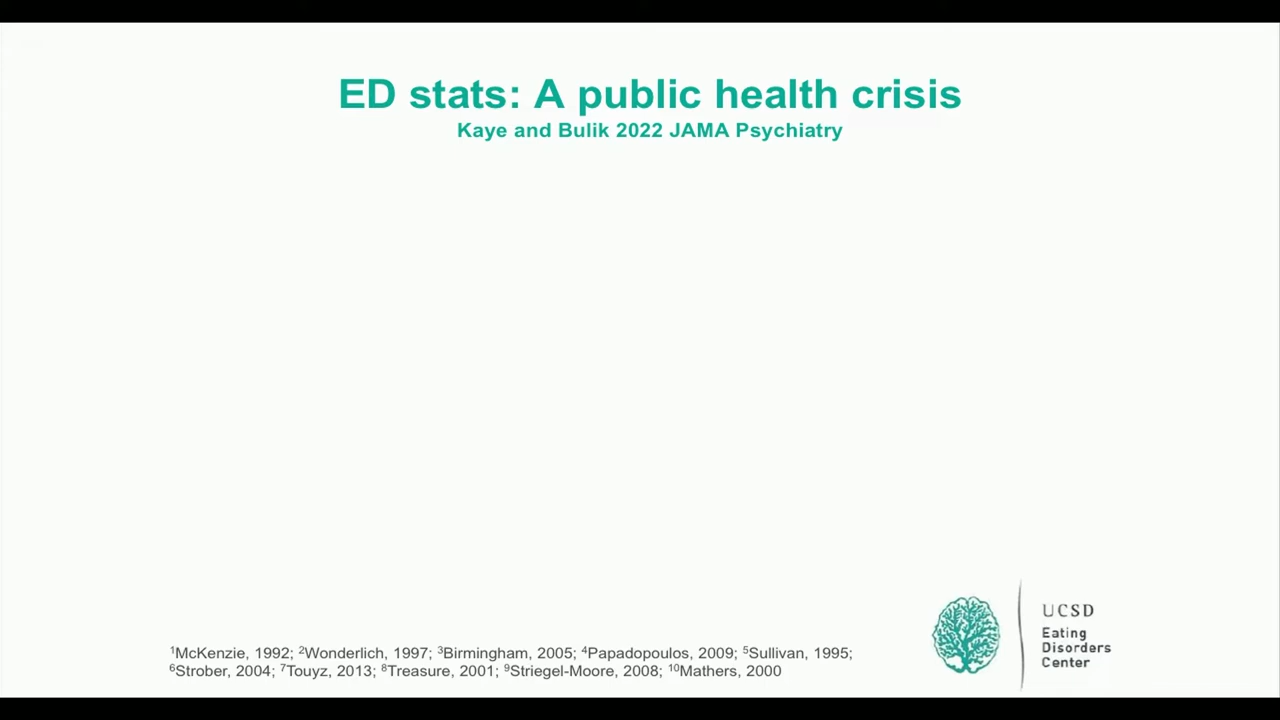 ED stats: A public health crisis
Kaye and Bulik 2022 JAMA Psychiatry
¹McKenzie, 1992; ²Wonderlich, 1997; ³Birmingham, 2005; ⁴Papadopoulos, 2009; ⁵Sullivan, 1995;
⁶Strober, 2004; ⁷Touyz, 2013; ⁸Treasure, 2001; ⁹Striegel-Moore, 2008; ¹⁰Mathers, 2000
UCSD
Eating
Disorders
Center